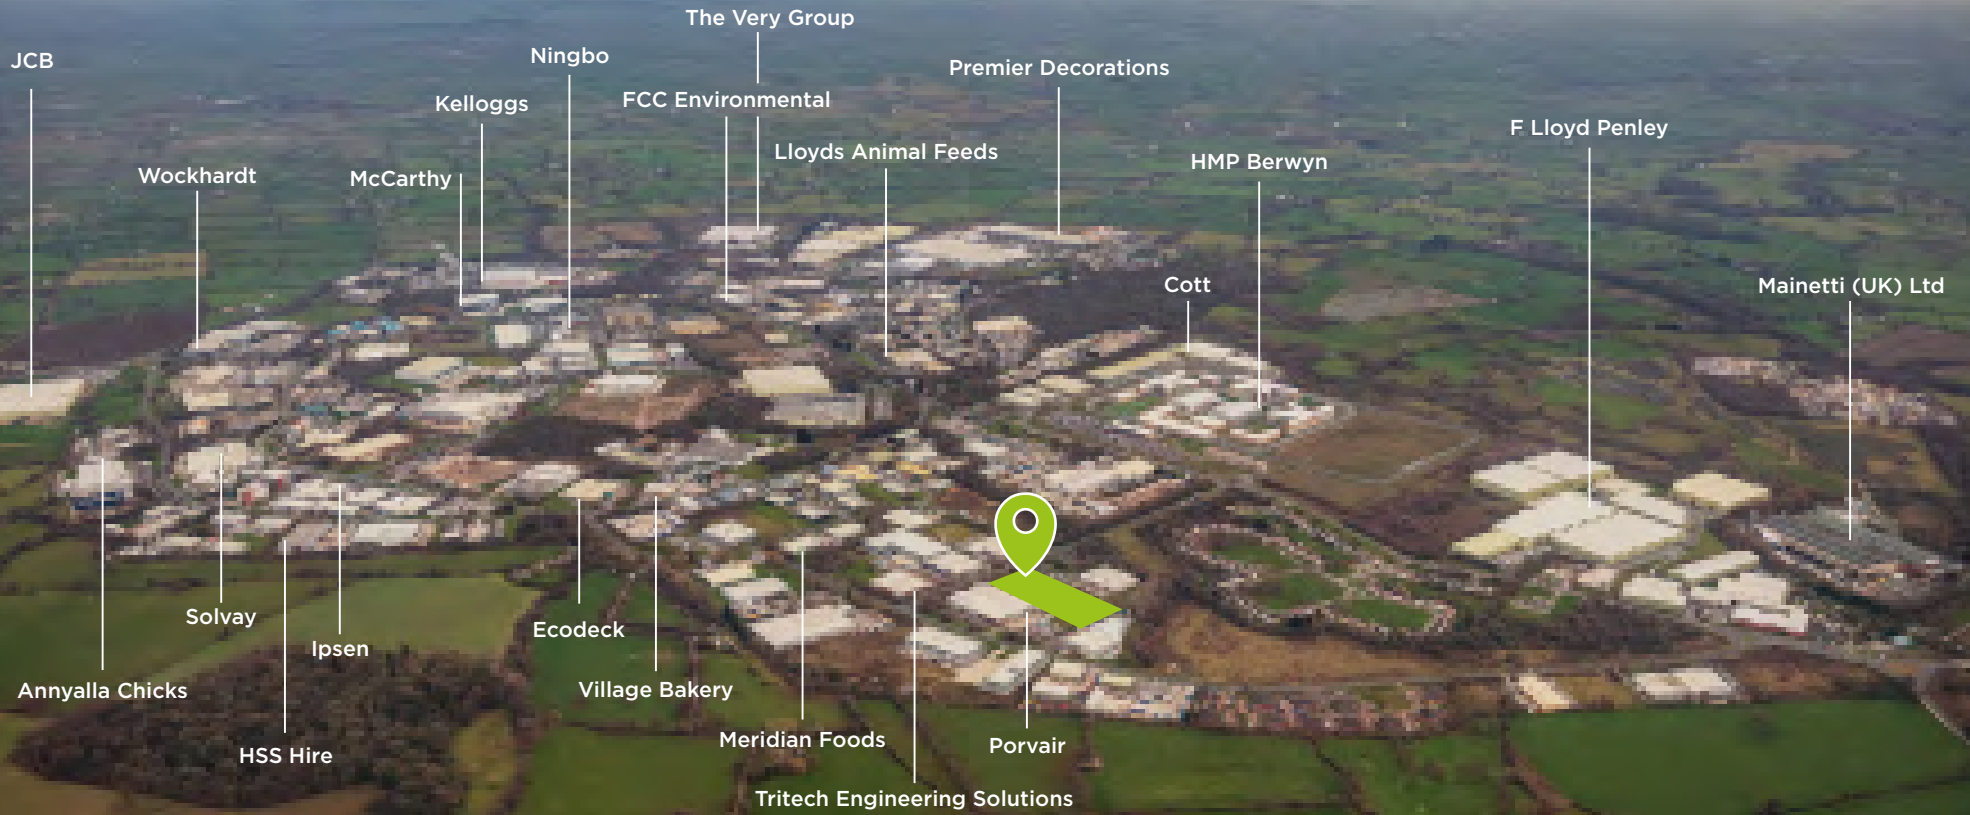 The Very Group
Ningbo
JCB
Premier Decorations
FCC Environmental
Kelloggs
F Lloyd Penley
Lloyds Animal Feeds
HMP Berwyn
Wockhardt
McCarthy
Cott
Mainetti (UK) Ltd
Solvay
Ecodeck
Ipsen
Annyalla Chicks
Village Bakery
Meridian Foods
Porvair
HSS Hire
Tritech Engineering Solutions